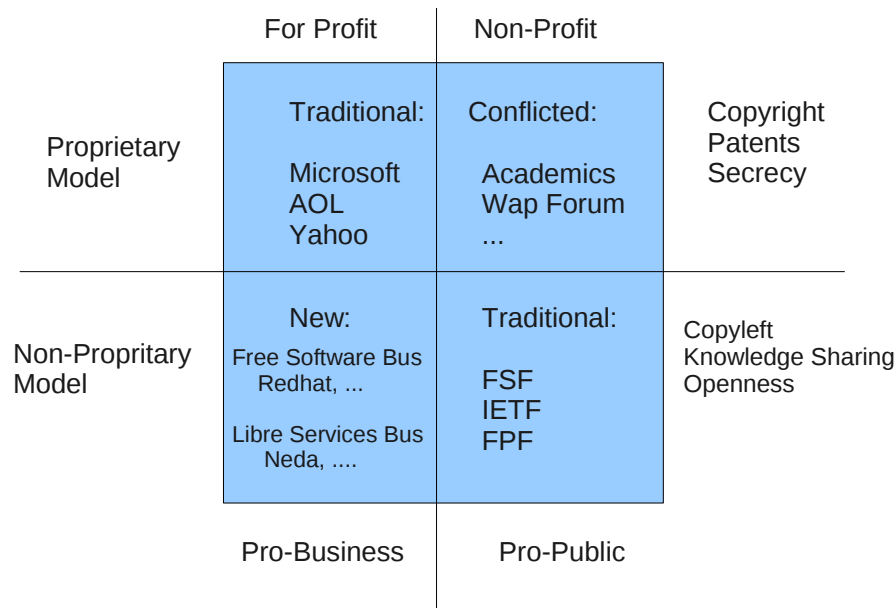 For Profit
Non-Profit
Proprietary
Model
Traditional:
Microsoft
AOL
Yahoo
Conflicted:
Academics
Wap Forum
...
Copyright
Patents
Secrecy
Non-Propritary
Model
New:
Free Software Bus
Redhat, ...
Libre Services Bus
Neda, ....
Traditional:
FSF
IETF
FPF
Copyleft
Knowledge Sharing
Openness
Pro-Business
Pro-Public